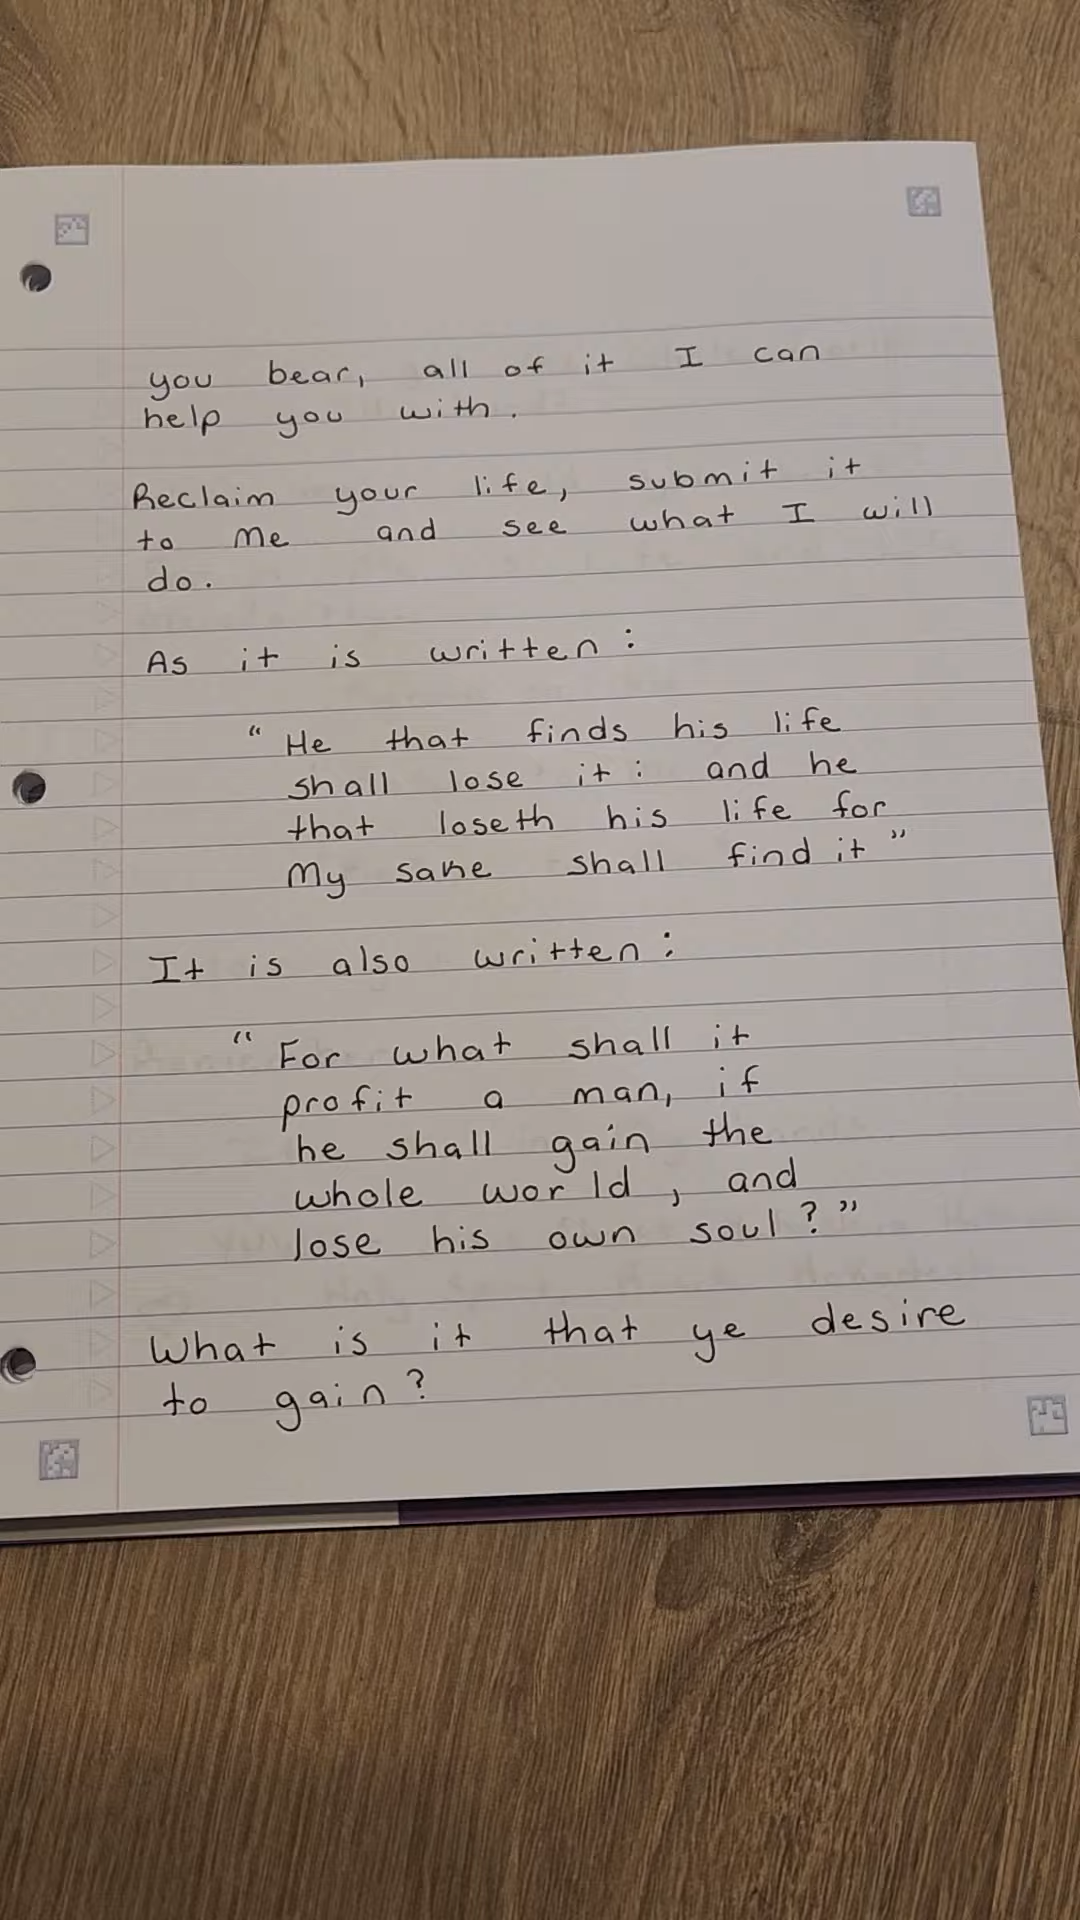 you bear, all of it I can
help you with.
Reclaim your life, submit it
to Me and see what I will
do.
As it is written:
"He that finds his life
shall lose it: and he
that loseth his life for
My sake shall find it"
It is also written:
"For what shall it
profit a man, if
he shall gain the
whole world, and
lose his own soul?"
What is it that ye desire
to gain?